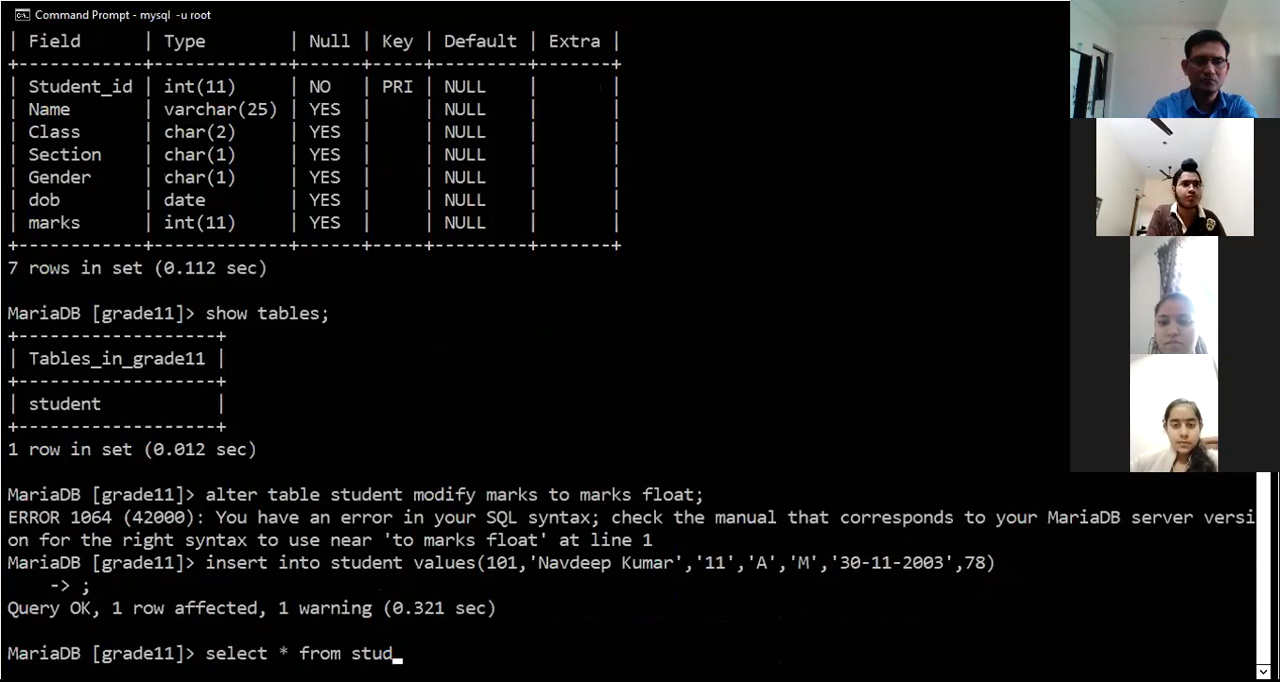 Command Prompt - mysql -u root
| Field | Type | Null | Key | Default | Extra |
+------------+-------------+------+-----+---------+-------+
| Student_id | int(11) | NO | PRI | NULL | |
| Name | varchar(25) | YES | | NULL | |
| Class | char(2) | YES | | NULL | |
| Section | char(1) | YES | | NULL | |
| Gender | char(1) | YES | | NULL | |
| dob | date | YES | | NULL | |
| marks | int(11) | YES | | NULL | |
+------------+-------------+------+-----+---------+-------+
7 rows in set (0.112 sec)
MariaDB [grade11]> show tables;
+-------------------+
| Tables_in_grade11 |
+-------------------+
| student |
+-------------------+
1 row in set (0.012 sec)
MariaDB [grade11]> alter table student modify marks to marks float;
ERROR 1064 (42000): You have an error in your SQL syntax; check the manual that corresponds to your MariaDB server versi
on for the right syntax to use near 'to marks float' at line 1
MariaDB [grade11]> insert into student values(101,'Navdeep Kumar','11','A','M','30-11-2003',78)
-> ;
Query OK, 1 row affected, 1 warning (0.321 sec)
MariaDB [grade11]> select * from stud_